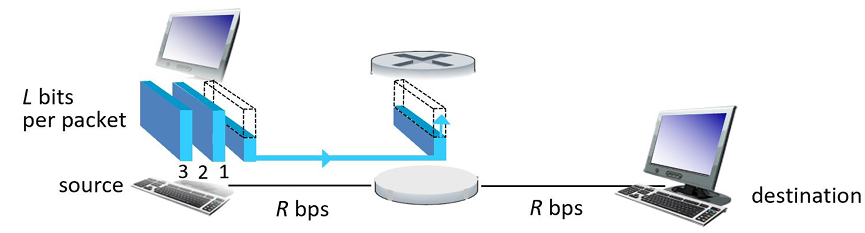 L bits
per packet
3 2 1
source
R bps
R bps
destination